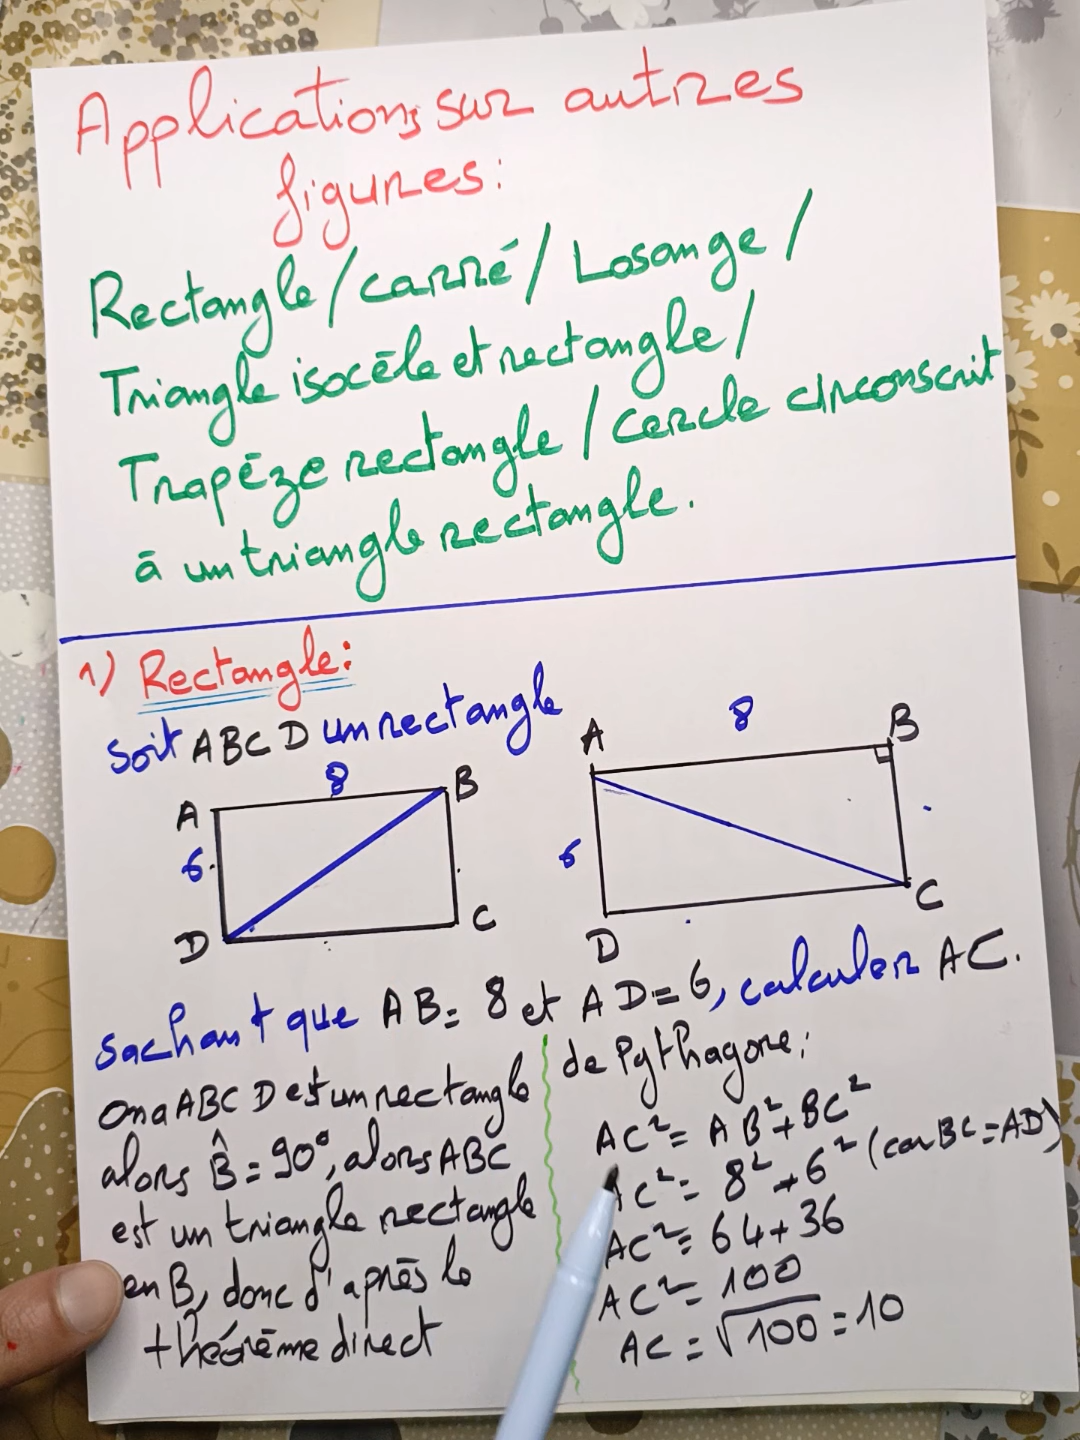 Applications sur autres
figures:
Rectangle/carré/Losange/
Triangle isocèle et rectangle/
Trapèze rectangle/cercle circonscrit
à un triangle rectangle.
1) Rectangle:
soit ABCD un rectangle
8
A
B
6
D
C
8
A
B
6
D
C
sachant que AB = 8 et AD = 6, calculer AC.
On a ABCD est un rectangle
alors B̂ = 90°, alors ABC
est un triangle rectangle
en B, donc d'après le
théorème direct
de Pythagore:
AC² = AB² + BC²
AC² = 8² + 6² (car BC = AD)
AC² = 64 + 36
AC² = 100
AC = √100 = 10